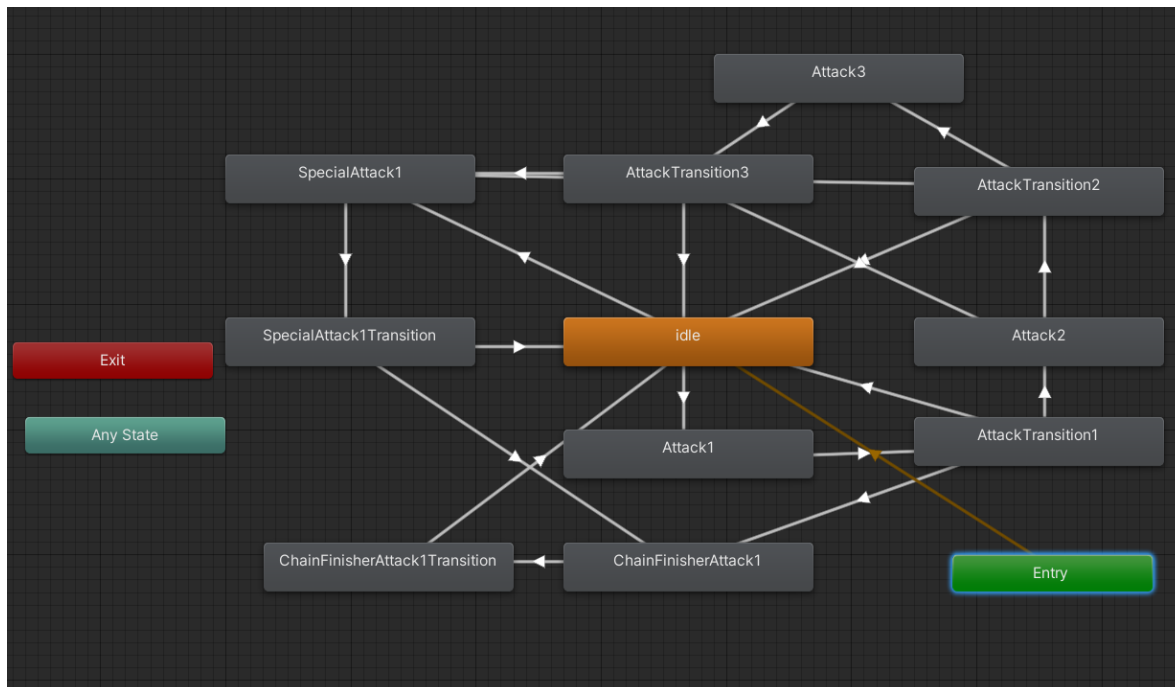 Attack3
SpecialAttack1
AttackTransition3
AttackTransition2
SpecialAttack1Transition
idle
Attack2
Exit
Any State
Attack1
AttackTransition1
ChainFinisherAttack1Transition
ChainFinisherAttack1
Entry